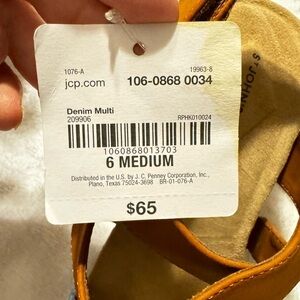 1076-A 19963-8
jcp.com 106-0868 0034
Denim Multi
209906 RPHK010024
1060868013703
6 MEDIUM
Distributed in the U.S. by J. C. Penney Corporation, Inc.,
Plano, Texas 75024-3698 BR-01-076-A
$65